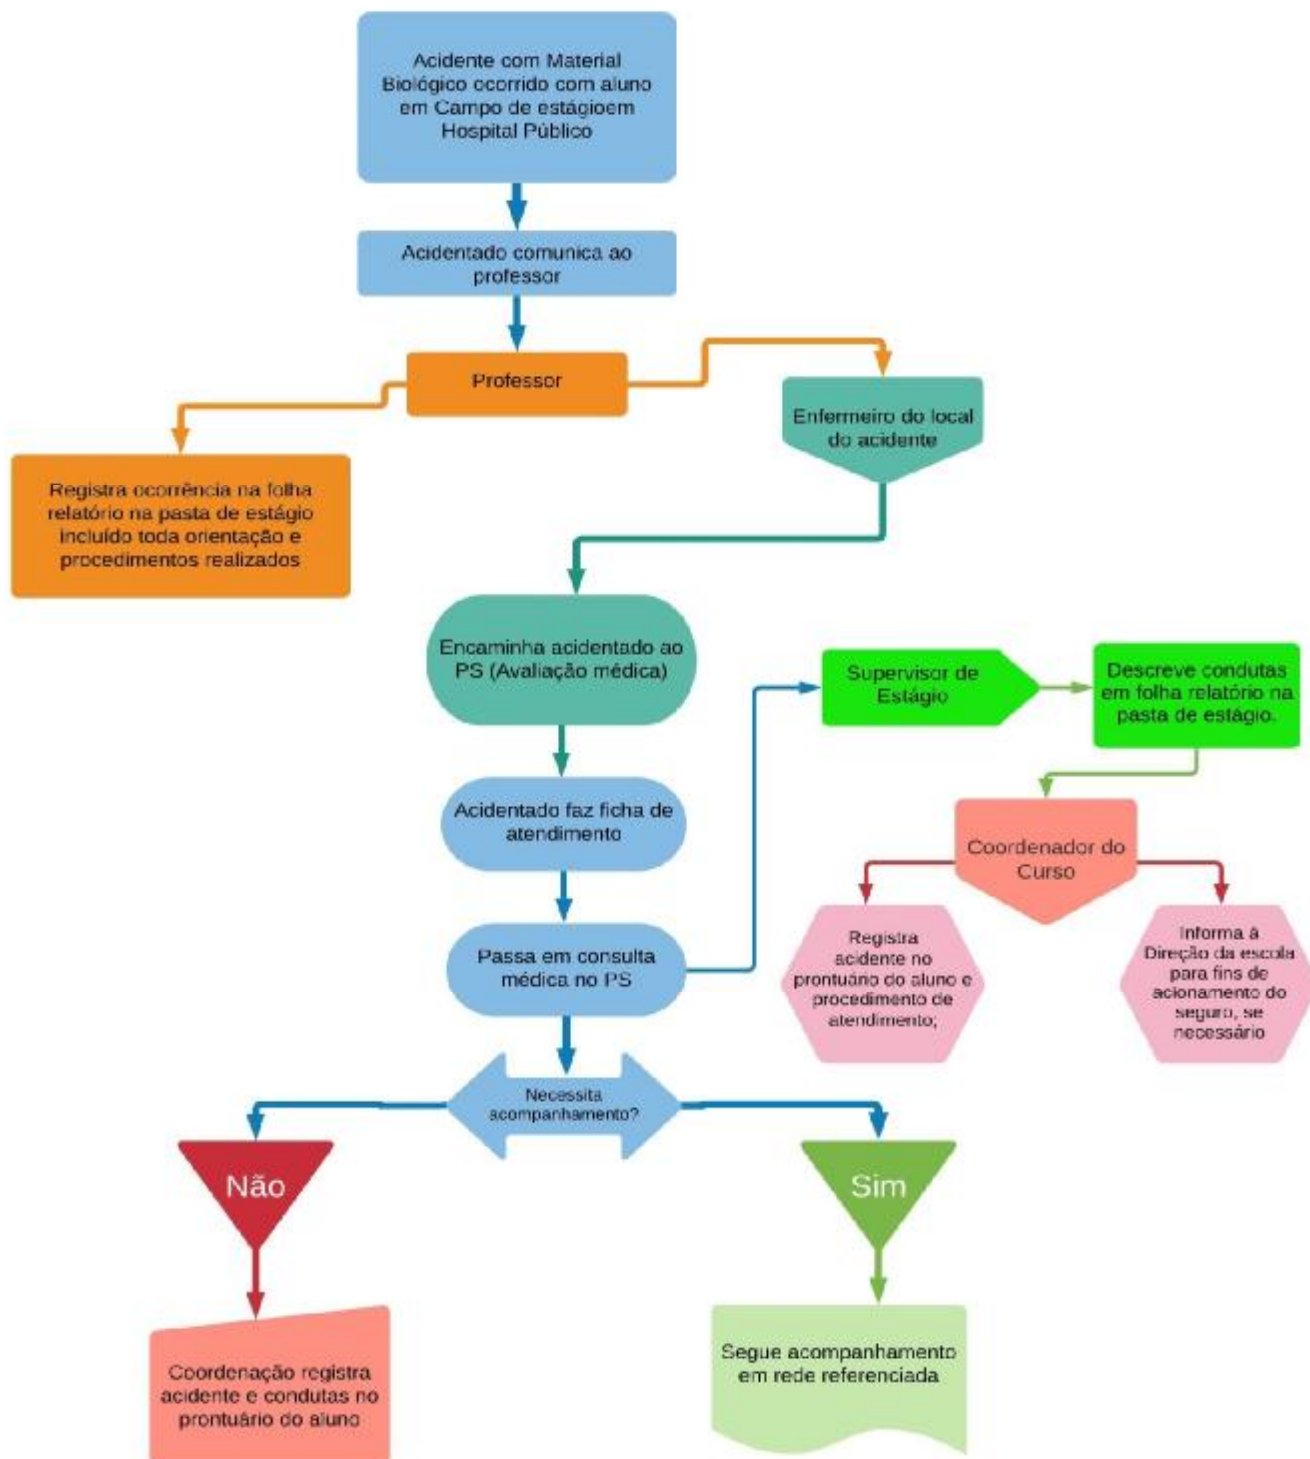 Acidente com Material
Biológico ocorrido com aluno
em Campo de estágioem
Hospital Público
Acidentado comunica ao
professor
Professor
Enfermeiro do local
do acidente
Registra ocorrência na folha
relatório na pasta de estágio
incluído toda orientação e
procedimentos realizados
Encaminha acidentado ao
PS (Avaliação médica)
Supervisor de
Estágio
Descreve condutas
em folha relatório na
pasta de estágio.
Acidentado faz ficha de
atendimento
Coordenador do
Curso
Passa em consulta
médica no PS
Registra
acidente no
prontuário do aluno e
procedimento de
atendimento;
Informa à
Direção da escola
para fins de
acionamento do
seguro, se
necessário
Necessita
acompanhamento?
Não
Sim
Coordenação registra
acidente e condutas no
prontuário do aluno
Segue acompanhamento
em rede referenciada